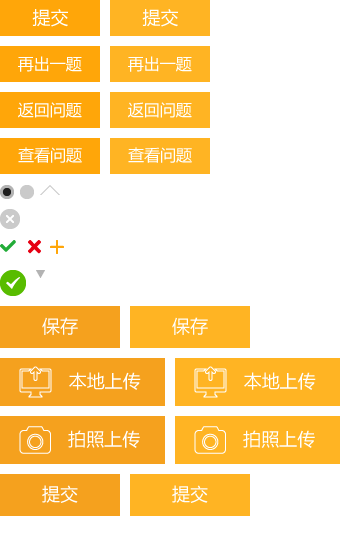 提交 提交
再出一题 再出一题
返回问题 返回问题
查看问题 查看问题
保存 保存
本地上传 本地上传
拍照上传 拍照上传
提交 提交